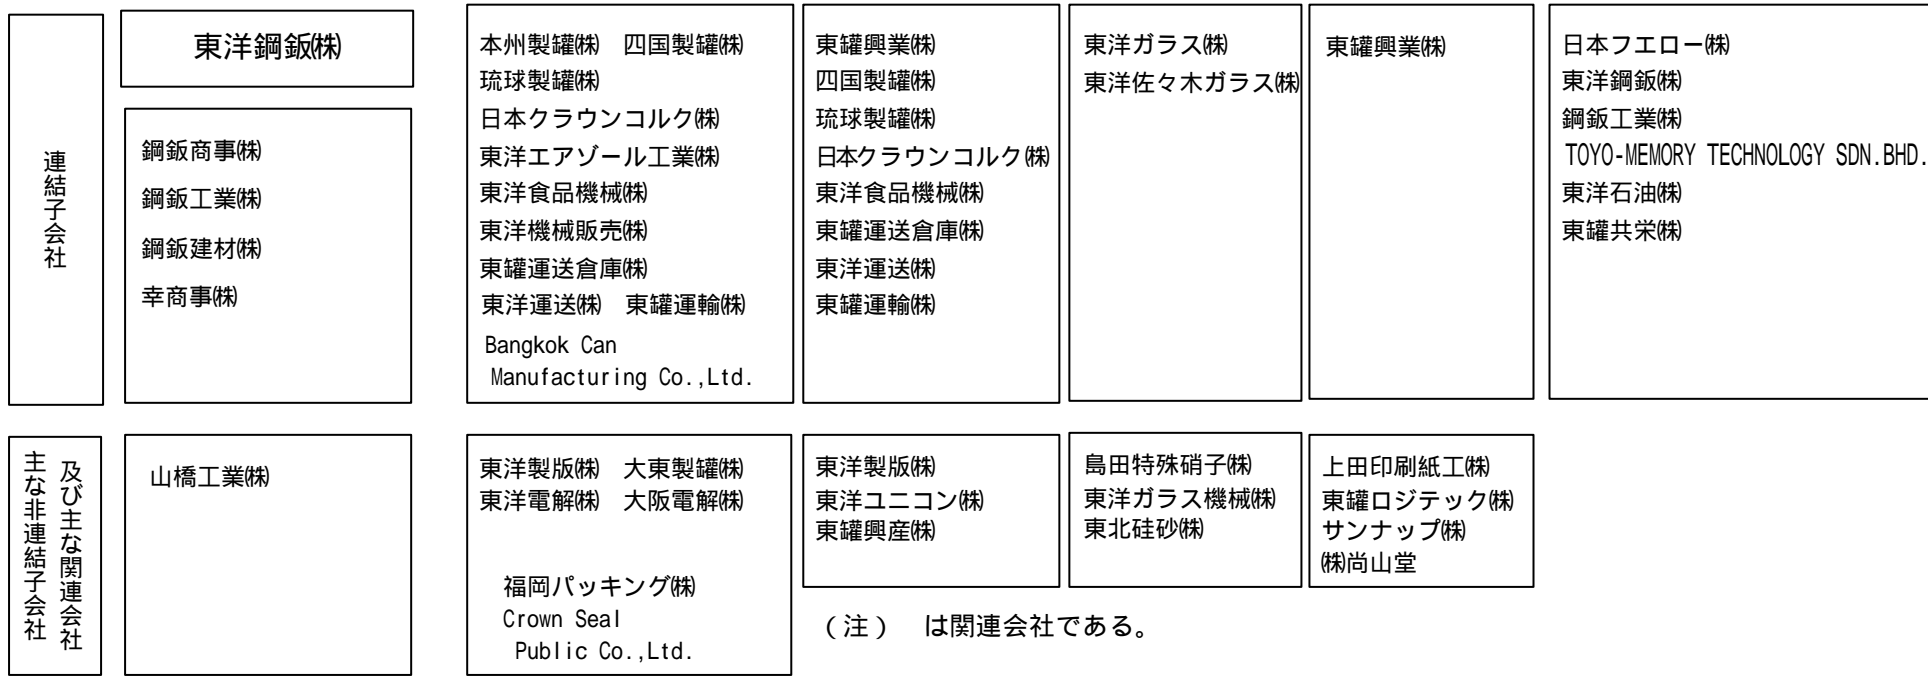 連結子会社
東洋鋼鈑㈱
鋼鈑商事㈱
鋼鈑工業㈱
鋼鈑建材㈱
幸商事㈱
本州製罐㈱　四国製罐㈱
琉球製罐㈱
日本クラウンコルク㈱
東洋エアゾール工業㈱
東洋食品機械㈱
東洋機械販売㈱
東罐運送倉庫㈱
東洋運送㈱　東罐運輸㈱
Bangkok Can
Manufacturing Co.,Ltd.
東罐興業㈱
四国製罐㈱
琉球製罐㈱
日本クラウンコルク㈱
東洋食品機械㈱
東罐運送倉庫㈱
東洋運送㈱
東罐運輸㈱
東洋ガラス㈱
東洋佐々木ガラス㈱
東罐興業㈱
日本フエロー㈱
東洋鋼鈑㈱
鋼鈑工業㈱
TOYO-MEMORY TECHNOLOGY SDN.BHD.
東洋石油㈱
東罐共栄㈱
主な非連結子会社
及び主な関連会社
山橋工業㈱
東洋製版㈱　大東製罐㈱
東洋電解㈱　大阪電解㈱
福岡パッキング㈱
Crown Seal
Public Co.,Ltd.
東洋製版㈱
東洋ユニコン㈱
東罐興産㈱
島田特殊硝子㈱
東洋ガラス機械㈱
東北硅砂㈱
上田印刷紙工㈱
東罐ロジテック㈱
サンナップ㈱
㈱尚山堂
（注）　は関連会社である。